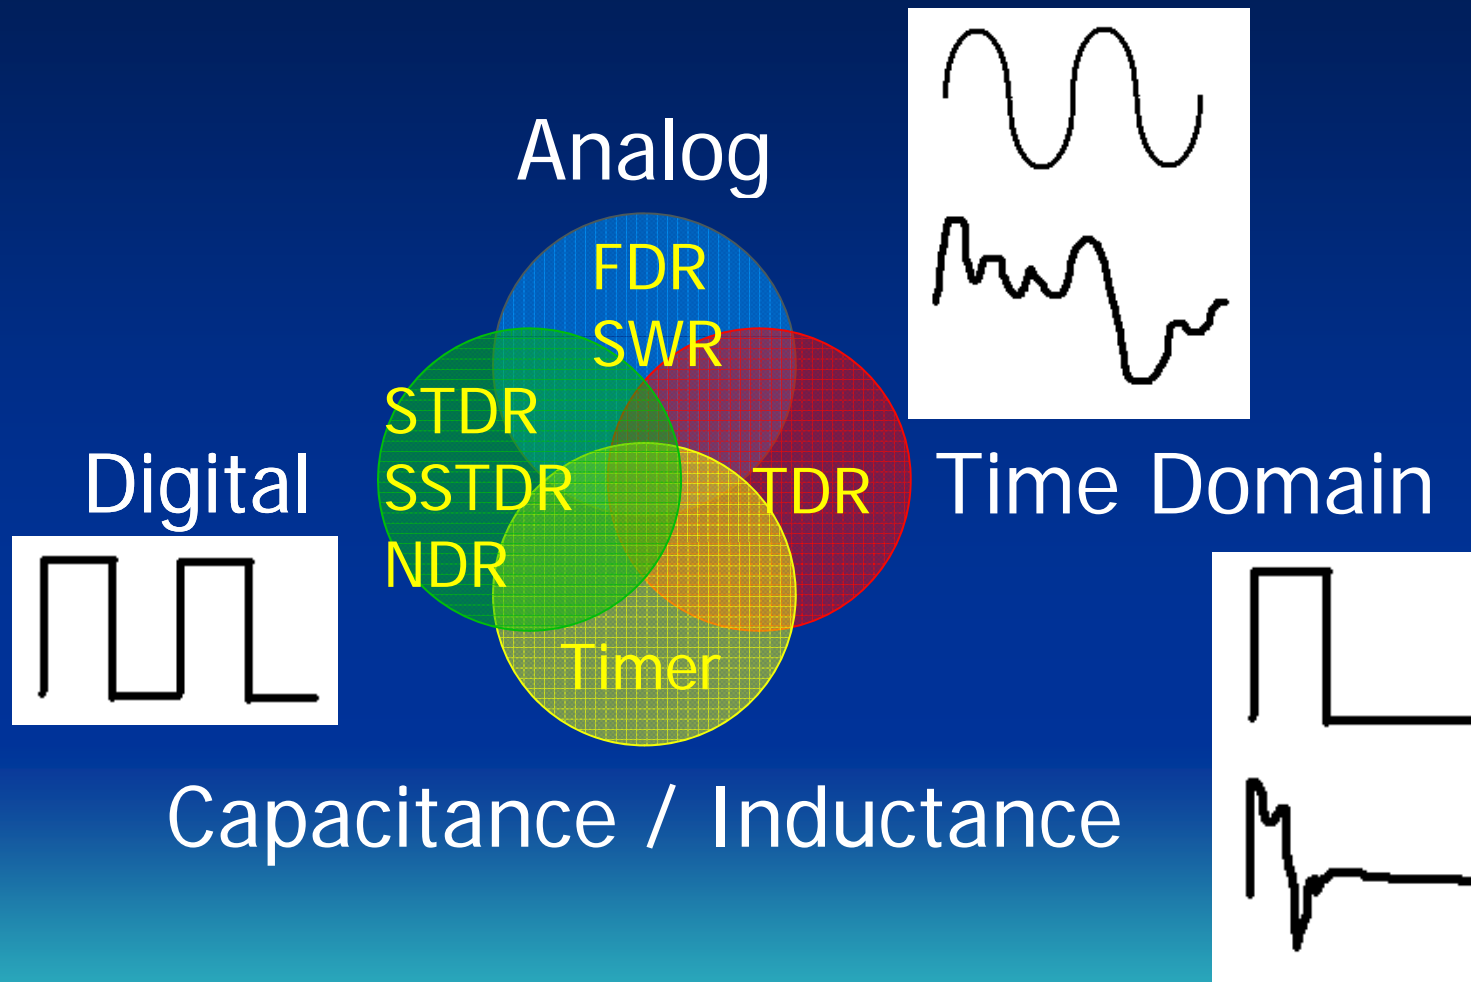 Analog
FDR
SWR
STDR
SSTDR
NDR
Digital
TDR
Time Domain
Timer
Capacitance / Inductance